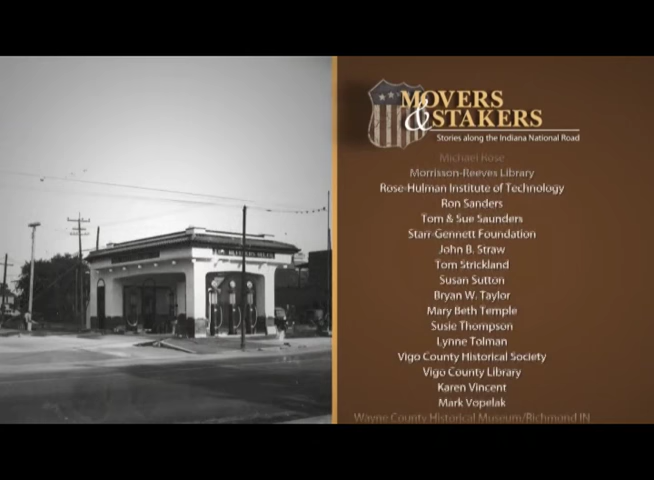 MOVERS
& STAKERS
Stories along the Indiana National Road
Michael Rose
Morrisson-Reeves Library
Rose-Hulman Institute of Technology
Ron Sanders
Tom & Sue Saunders
Starr-Gennett Foundation
John B. Straw
Tom Strickland
Susan Sutton
Bryan W. Taylor
Mary Beth Temple
Susie Thompson
Lynne Tolman
Vigo County Historical Society
Vigo County Library
Karen Vincent
Mark Vopelak
Wayne County Historical Museum/Richmond IN